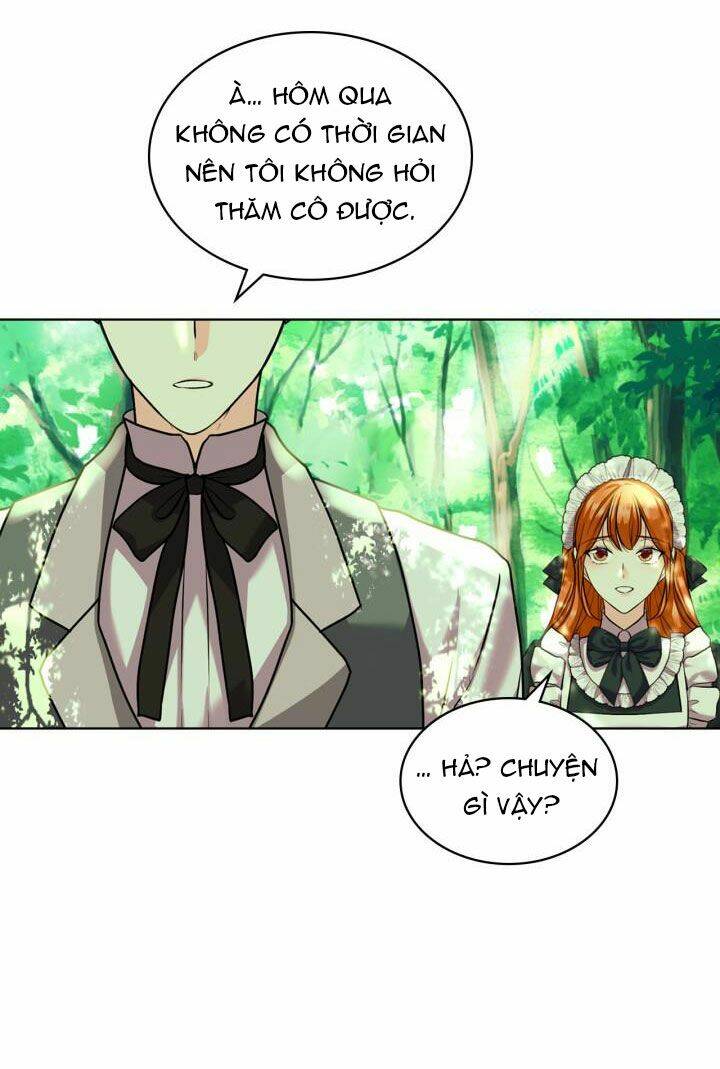 À... HÔM QUA
KHÔNG CÓ THỜI GIAN
NÊN TÔI KHÔNG HỎI
THĂM CÔ ĐƯỢC.
... HẢ? CHUYỆN
GÌ VẬY?